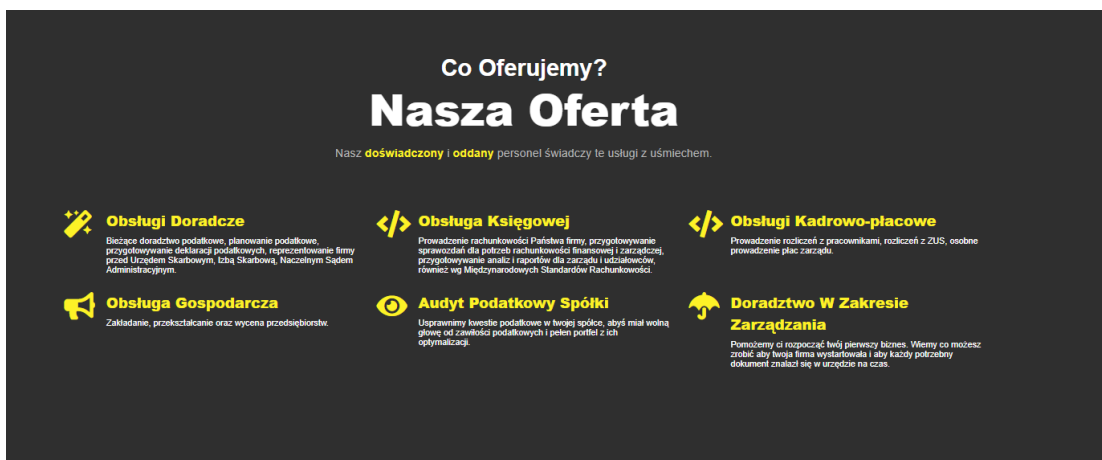 Co Oferujemy?
Nasza Oferta
Nasz doświadczony i oddany personel świadczy te usługi z uśmiechem.
Obsługi Doradcze
Bieżące doradztwo podatkowe, planowanie podatkowe,
przygotowywanie deklaracji podatkowych, reprezentowanie firmy
przed Urzędem Skarbowym, Izbą Skarbową, Naczelnym Sądem
Administracyjnym.
Obsługa Księgowej
Prowadzenie rachunkowości Państwa firmy, przygotowywanie
sprawozdań dla potrzeb rachunkowości finansowej i zarządczej,
przygotowywanie analiz i raportów dla zarządu i udziałowców,
również wg Międzynarodowych Standardów Rachunkowości.
Obsługi Kadrowo-płacowe
Prowadzenie rozliczeń z pracownikami, rozliczeń z ZUS, osobne
prowadzenie płac zarządu.
Obsługa Gospodarcza
Zakładanie, przekształcanie oraz wycena przedsiębiorstw.
Audyt Podatkowy Spółki
Usprawnimy kwestie podatkowe w twojej spółce, abyś miał wolną
głowę od zawiłości podatkowych i pełen portfel z ich
optymalizacji.
Doradztwo W Zakresie
Zarządzania
Pomożemy ci rozpocząć twój pierwszy biznes. Wiemy co możesz
zrobić aby twoja firma wystartowała i aby każdy potrzebny
dokument znalazł się w urzędzie na czas.